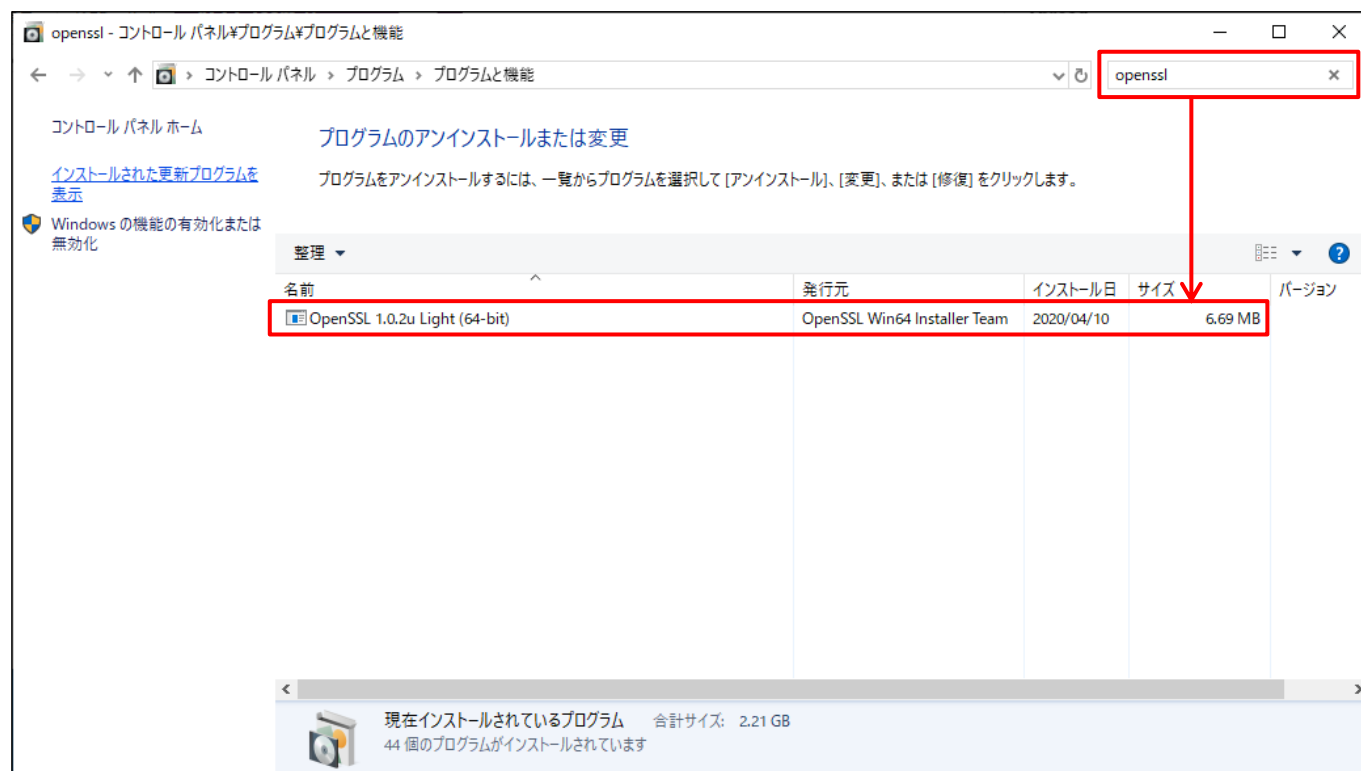 openssl - コントロール パネル¥プログラム¥プログラムと機能
コントロール パネル › プログラム › プログラムと機能
openssl
コントロール パネル ホーム
インストールされた更新プログラムを
表示
Windows の機能の有効化または
無効化
プログラムのアンインストールまたは変更
プログラムをアンインストールするには、一覧からプログラムを選択して [アンインストール]、[変更]、または [修復] をクリックします。
整理
名前 発行元 インストール日 サイズ バージョン
OpenSSL 1.0.2u Light (64-bit) OpenSSL Win64 Installer Team 2020/04/10 6.69 MB
現在インストールされているプログラム 合計サイズ: 2.21 GB
44 個のプログラムがインストールされています